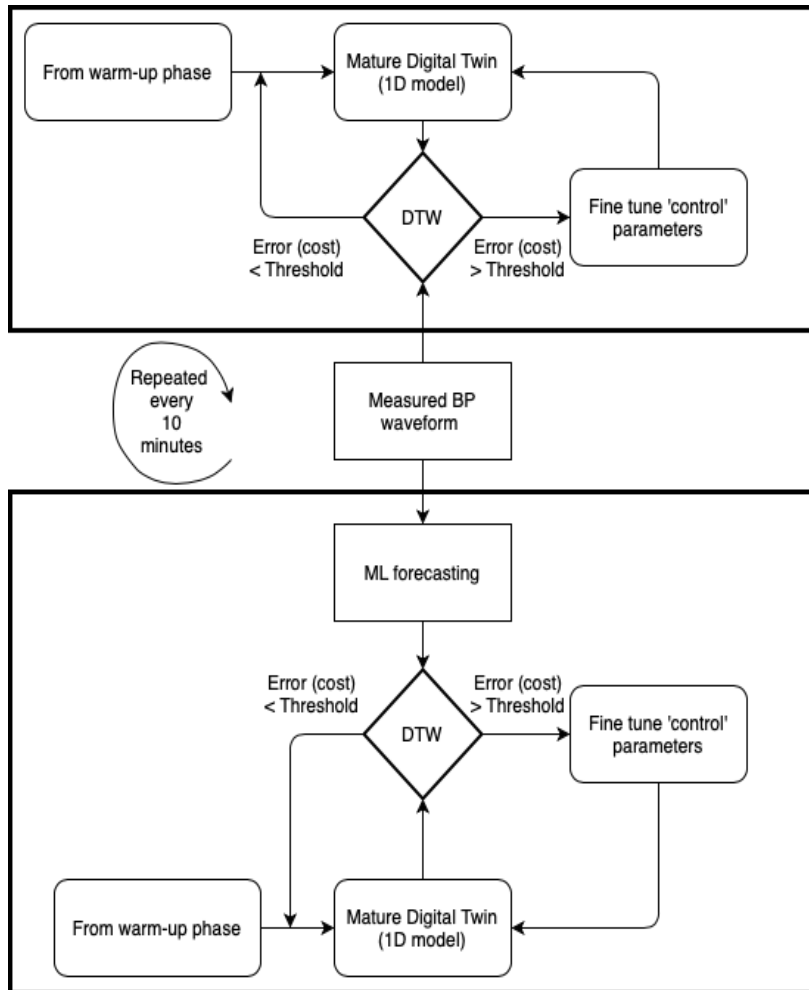 From warm-up phase
Mature Digital Twin
(1D model)
DTW
Fine tune 'control'
parameters
Error (cost)
< Threshold
Error (cost)
> Threshold
Repeated
every
10
minutes
Measured BP
waveform
ML forecasting
Error (cost)
< Threshold
Error (cost)
> Threshold
DTW
Fine tune 'control'
parameters
From warm-up phase
Mature Digital Twin
(1D model)